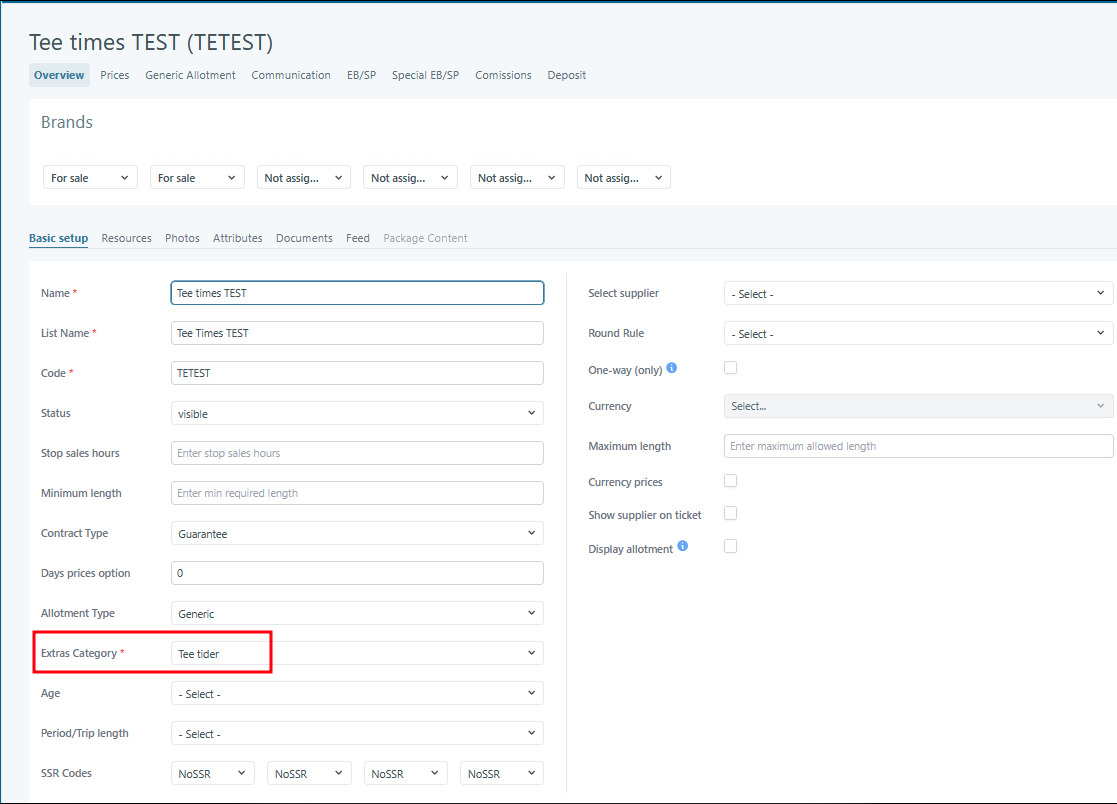 Tee times TEST (TETEST)
Overview Prices Generic Allotment Communication EB/SP Special EB/SP Comissions Deposit
Brands
For sale For sale Not assig... Not assig... Not assig... Not assig...
Basic setup Resources Photos Attributes Documents Feed Package Content
Name * Tee times TEST
List Name * Tee Times TEST
Code * TETEST
Status visible
Stop sales hours Enter stop sales hours
Minimum length Enter min required length
Contract Type Guarantee
Days prices option 0
Allotment Type Generic
Extras Category * Tee tider
Age - Select -
Period/Trip length - Select -
SSR Codes NoSSR NoSSR NoSSR NoSSR
Select supplier - Select -
Round Rule - Select -
One-way (only) i
Currency Select...
Maximum length Enter maximum allowed length
Currency prices
Show supplier on ticket
Display allotment i